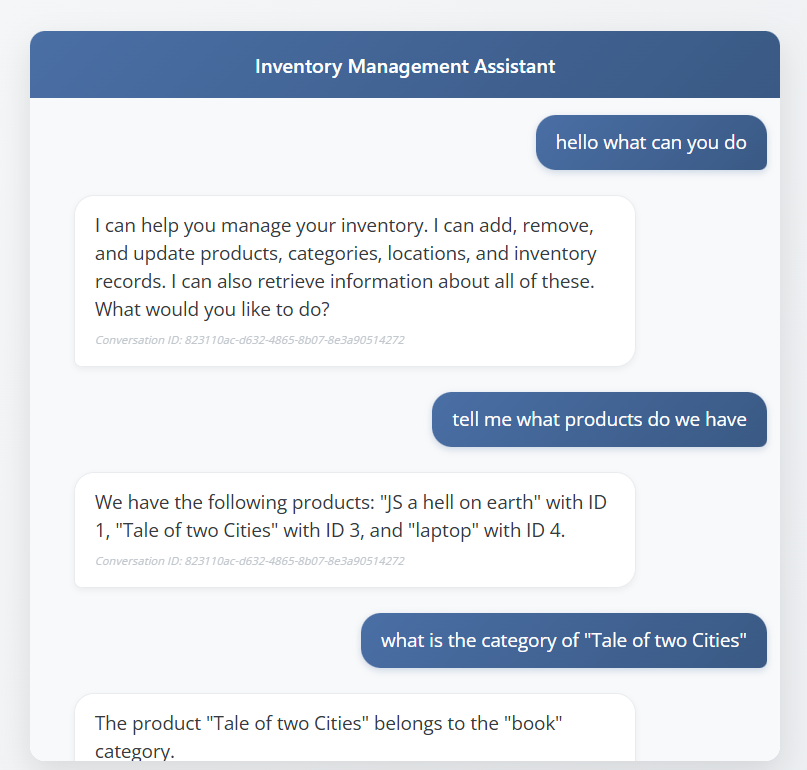 Inventory Management Assistant
hello what can you do
I can help you manage your inventory. I can add, remove,
and update products, categories, locations, and inventory
records. I can also retrieve information about all of these.
What would you like to do?
Conversation ID: 823110ac-d632-4865-8b07-8e3a90514272
tell me what products do we have
We have the following products: "JS a hell on earth" with ID
1, "Tale of two Cities" with ID 3, and "laptop" with ID 4.
Conversation ID: 823110ac-d632-4865-8b07-8e3a90514272
what is the category of "Tale of two Cities"
The product "Tale of two Cities" belongs to the "book"
category.